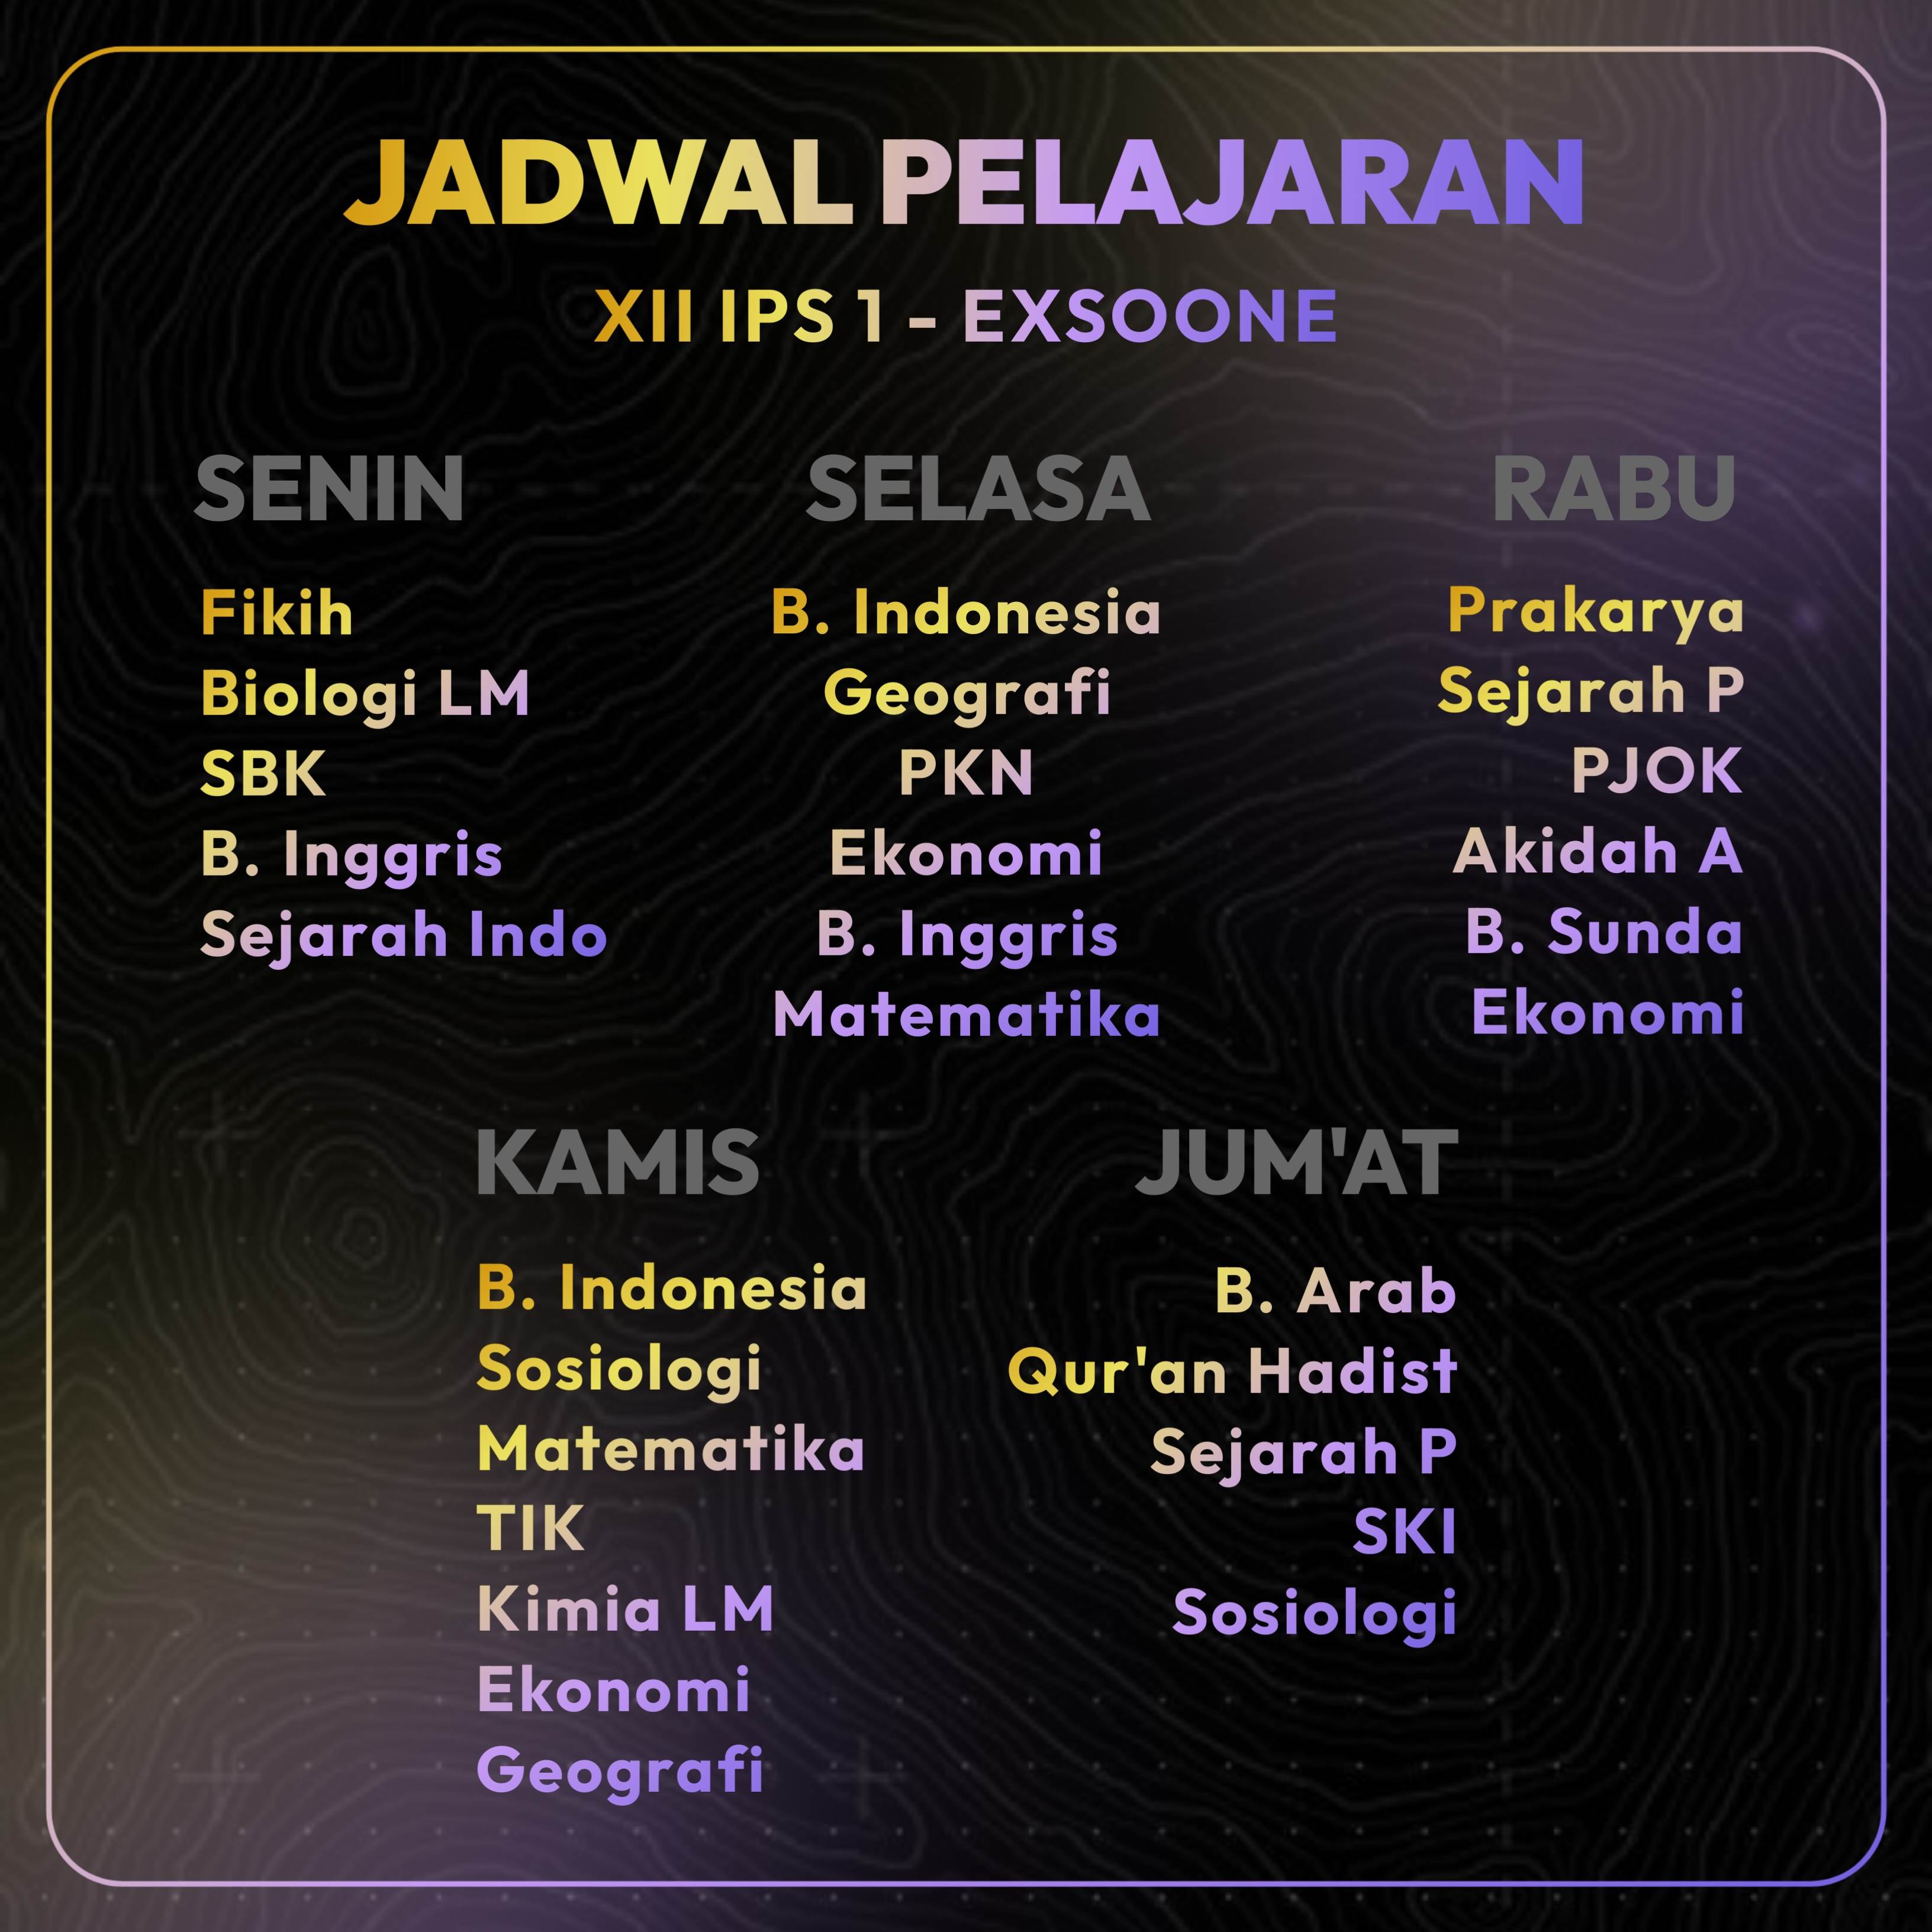 JADWAL PELAJARAN
XII IPS 1 - EXSOONE
SENIN
Fikih
Biologi LM
SBK
B. Inggris
Sejarah Indo
SELASA
B. Indonesia
Geografi
PKN
Ekonomi
B. Inggris
Matematika
RABU
Prakarya
Sejarah P
PJOK
Akidah A
B. Sunda
Ekonomi
KAMIS
B. Indonesia
Sosiologi
Matematika
TIK
Kimia LM
Ekonomi
Geografi
JUM'AT
B. Arab
Qur'an Hadist
Sejarah P
SKI
Sosiologi